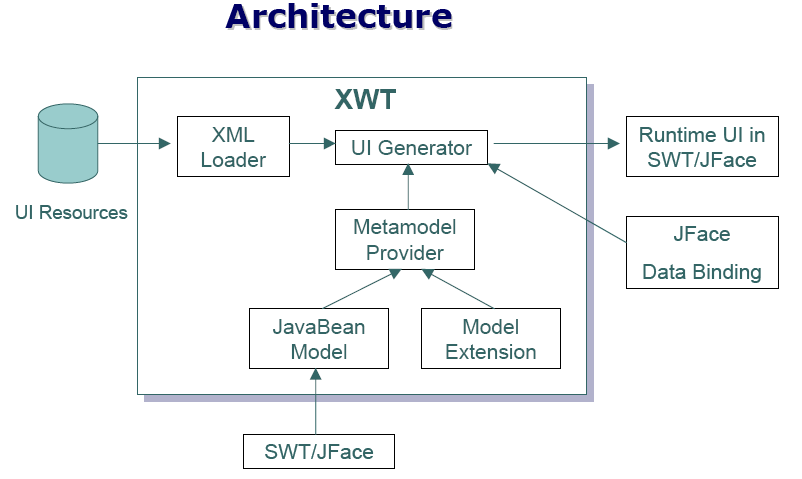 Architecture
XWT
XML
Loader
UI Generator
Runtime UI in
SWT/JFace
UI Resources
Metamodel
Provider
JFace
Data Binding
JavaBean
Model
Model
Extension
SWT/JFace